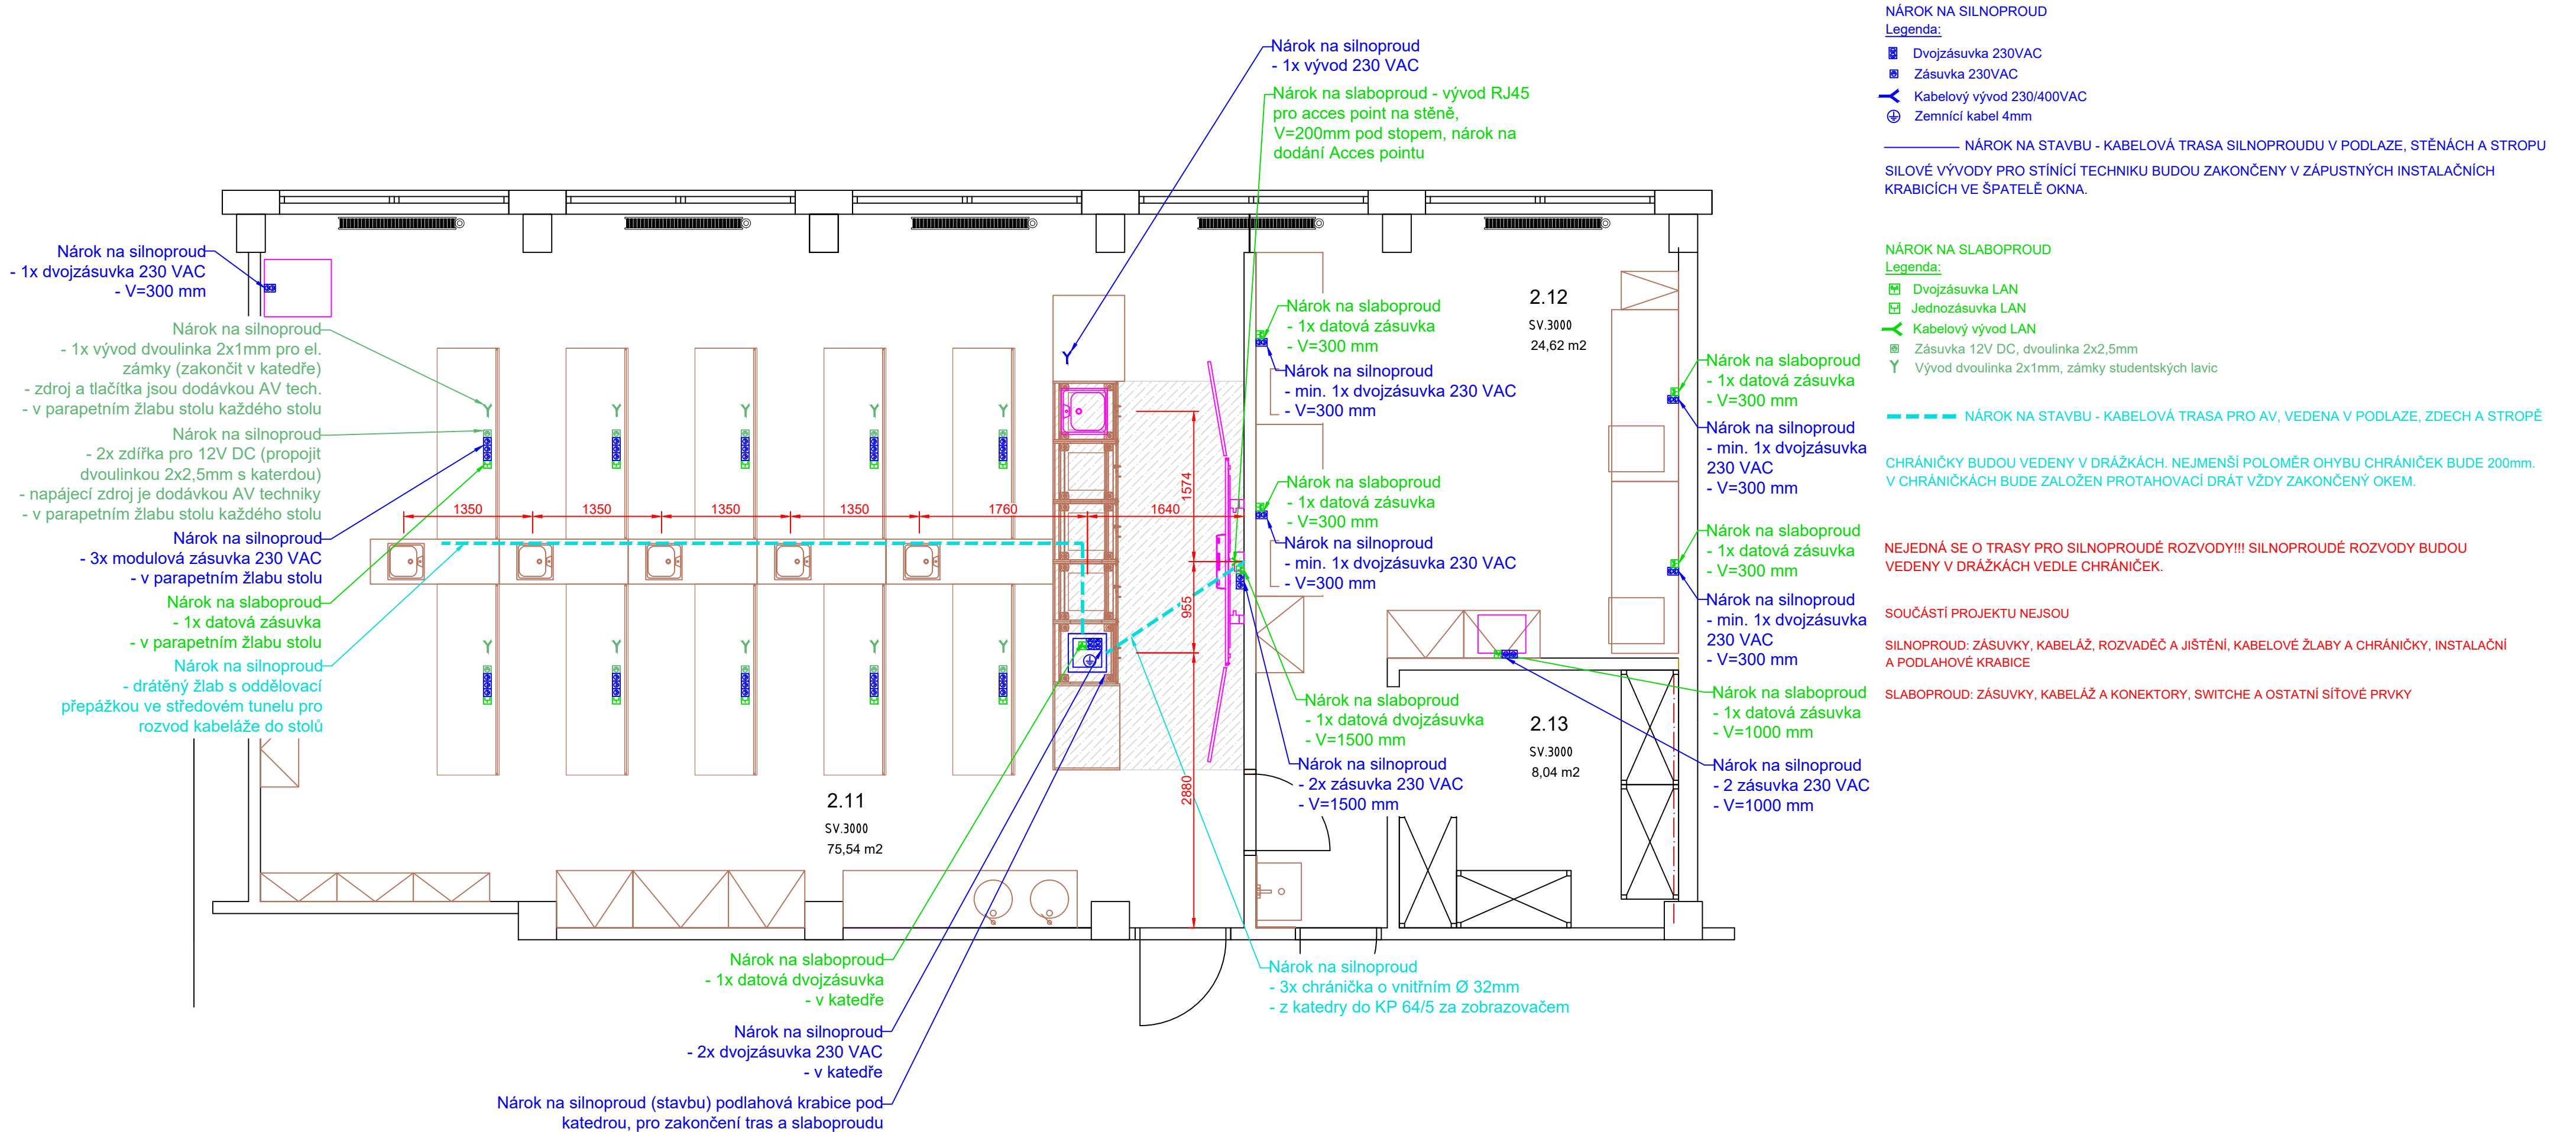 Nárok na silnoproud
- 1x vývod 230 VAC
Nárok na slaboproud - vývod RJ45
pro acces point na stěně,
V=200mm pod stopem, nárok na
dodání Acces pointu
Nárok na silnoproud
- 1x dvojzásuvka 230 VAC
- V=300 mm
Nárok na silnoproud
- 1x vývod dvoulinka 2x1mm pro el.
zámky (zakončit v katedře)
- zdroj a tlačítka jsou dodávkou AV tech.
- v parapetním žlabu stolu každého stolu
Nárok na silnoproud
- 2x zdířka pro 12V DC (propojit
dvoulinkou 2x2,5mm s katerdou)
- napájecí zdroj je dodávkou AV techniky
- v parapetním žlabu stolu každého stolu
Nárok na silnoproud
- 3x modulová zásuvka 230 VAC
- v parapetním žlabu stolu
Nárok na slaboproud
- 1x datová zásuvka
- v parapetním žlabu stolu
Nárok na silnoproud
- drátěný žlab s oddělovací
přepážkou ve středovém tunelu pro
rozvod kabeláže do stolů
1350
1350
1350
1350
1760
1640
1574
955
2880
2.11
SV.3000
75,54 m2
Nárok na slaboproud
- 1x datová zásuvka
- V=300 mm
Nárok na silnoproud
- min. 1x dvojzásuvka 230 VAC
- V=300 mm
Nárok na slaboproud
- 1x datová zásuvka
- V=300 mm
Nárok na silnoproud
- min. 1x dvojzásuvka 230 VAC
- V=300 mm
2.12
SV.3000
24,62 m2
Nárok na slaboproud
- 1x datová dvojzásuvka
- V=1500 mm
Nárok na silnoproud
- 2x zásuvka 230 VAC
- V=1500 mm
2.13
SV.3000
8,04 m2
Nárok na slaboproud
- 1x datová zásuvka
- V=300 mm
Nárok na silnoproud
- min. 1x dvojzásuvka
230 VAC
- V=300 mm
Nárok na slaboproud
- 1x datová zásuvka
- V=300 mm
Nárok na silnoproud
- min. 1x dvojzásuvka
230 VAC
- V=300 mm
Nárok na slaboproud
- 1x datová zásuvka
- V=1000 mm
Nárok na silnoproud
- 2 zásuvka 230 VAC
- V=1000 mm
Nárok na slaboproud
- 1x datová dvojzásuvka
- v katedře
Nárok na silnoproud
- 2x dvojzásuvka 230 VAC
- v katedře
Nárok na silnoproud (stavbu) podlahová krabice pod
katedrou, pro zakončení tras a slaboproudu
Nárok na silnoproud
- 3x chránička o vnitřním Ø 32mm
- z katedry do KP 64/5 za zobrazovačem
NÁROK NA SILNOPROUD
Legenda:
Dvojzásuvka 230VAC
Zásuvka 230VAC
Kabelový vývod 230/400VAC
Zemnící kabel 4mm
NÁROK NA STAVBU - KABELOVÁ TRASA SILNOPROUDU V PODLAZE, STĚNÁCH A STROPU
SILOVÉ VÝVODY PRO STÍNÍCÍ TECHNIKU BUDOU ZAKONČENY V ZÁPUSTNÝCH INSTALAČNÍCH
KRABICÍCH VE ŠPATELĚ OKNA.
NÁROK NA SLABOPROUD
Legenda:
Dvojzásuvka LAN
Jednozásuvka LAN
Kabelový vývod LAN
Zásuvka 12V DC, dvoulinka 2x2,5mm
Vývod dvoulinka 2x1mm, zámky studentských lavic
NÁROK NA STAVBU - KABELOVÁ TRASA PRO AV, VEDENA V PODLAZE, ZDECH A STROPĚ
CHRÁNIČKY BUDOU VEDENY V DRÁŽKÁCH. NEJMENŠÍ POLOMĚR OHYBU CHRÁNIČEK BUDE 200mm.
V CHRÁNIČKÁCH BUDE ZALOŽEN PROTAHOVACÍ DRÁT VŽDY ZAKONČENÝ OKEM.
NEJEDNÁ SE O TRASY PRO SILNOPROUDÉ ROZVODY!!! SILNOPROUDÉ ROZVODY BUDOU
VEDENY V DRÁŽKÁCH VEDLE CHRÁNIČEK.
SOUČÁSTÍ PROJEKTU NEJSOU
SILNOPROUD: ZÁSUVKY, KABELÁŽ, ROZVADĚČ A JIŠTĚNÍ, KABELOVÉ ŽLABY A CHRÁNIČKY, INSTALAČNÍ
A PODLAHOVÉ KRABICE
SLABOPROUD: ZÁSUVKY, KABELÁŽ A KONEKTORY, SWITCHE A OSTATNÍ SÍŤOVÉ PRVKY